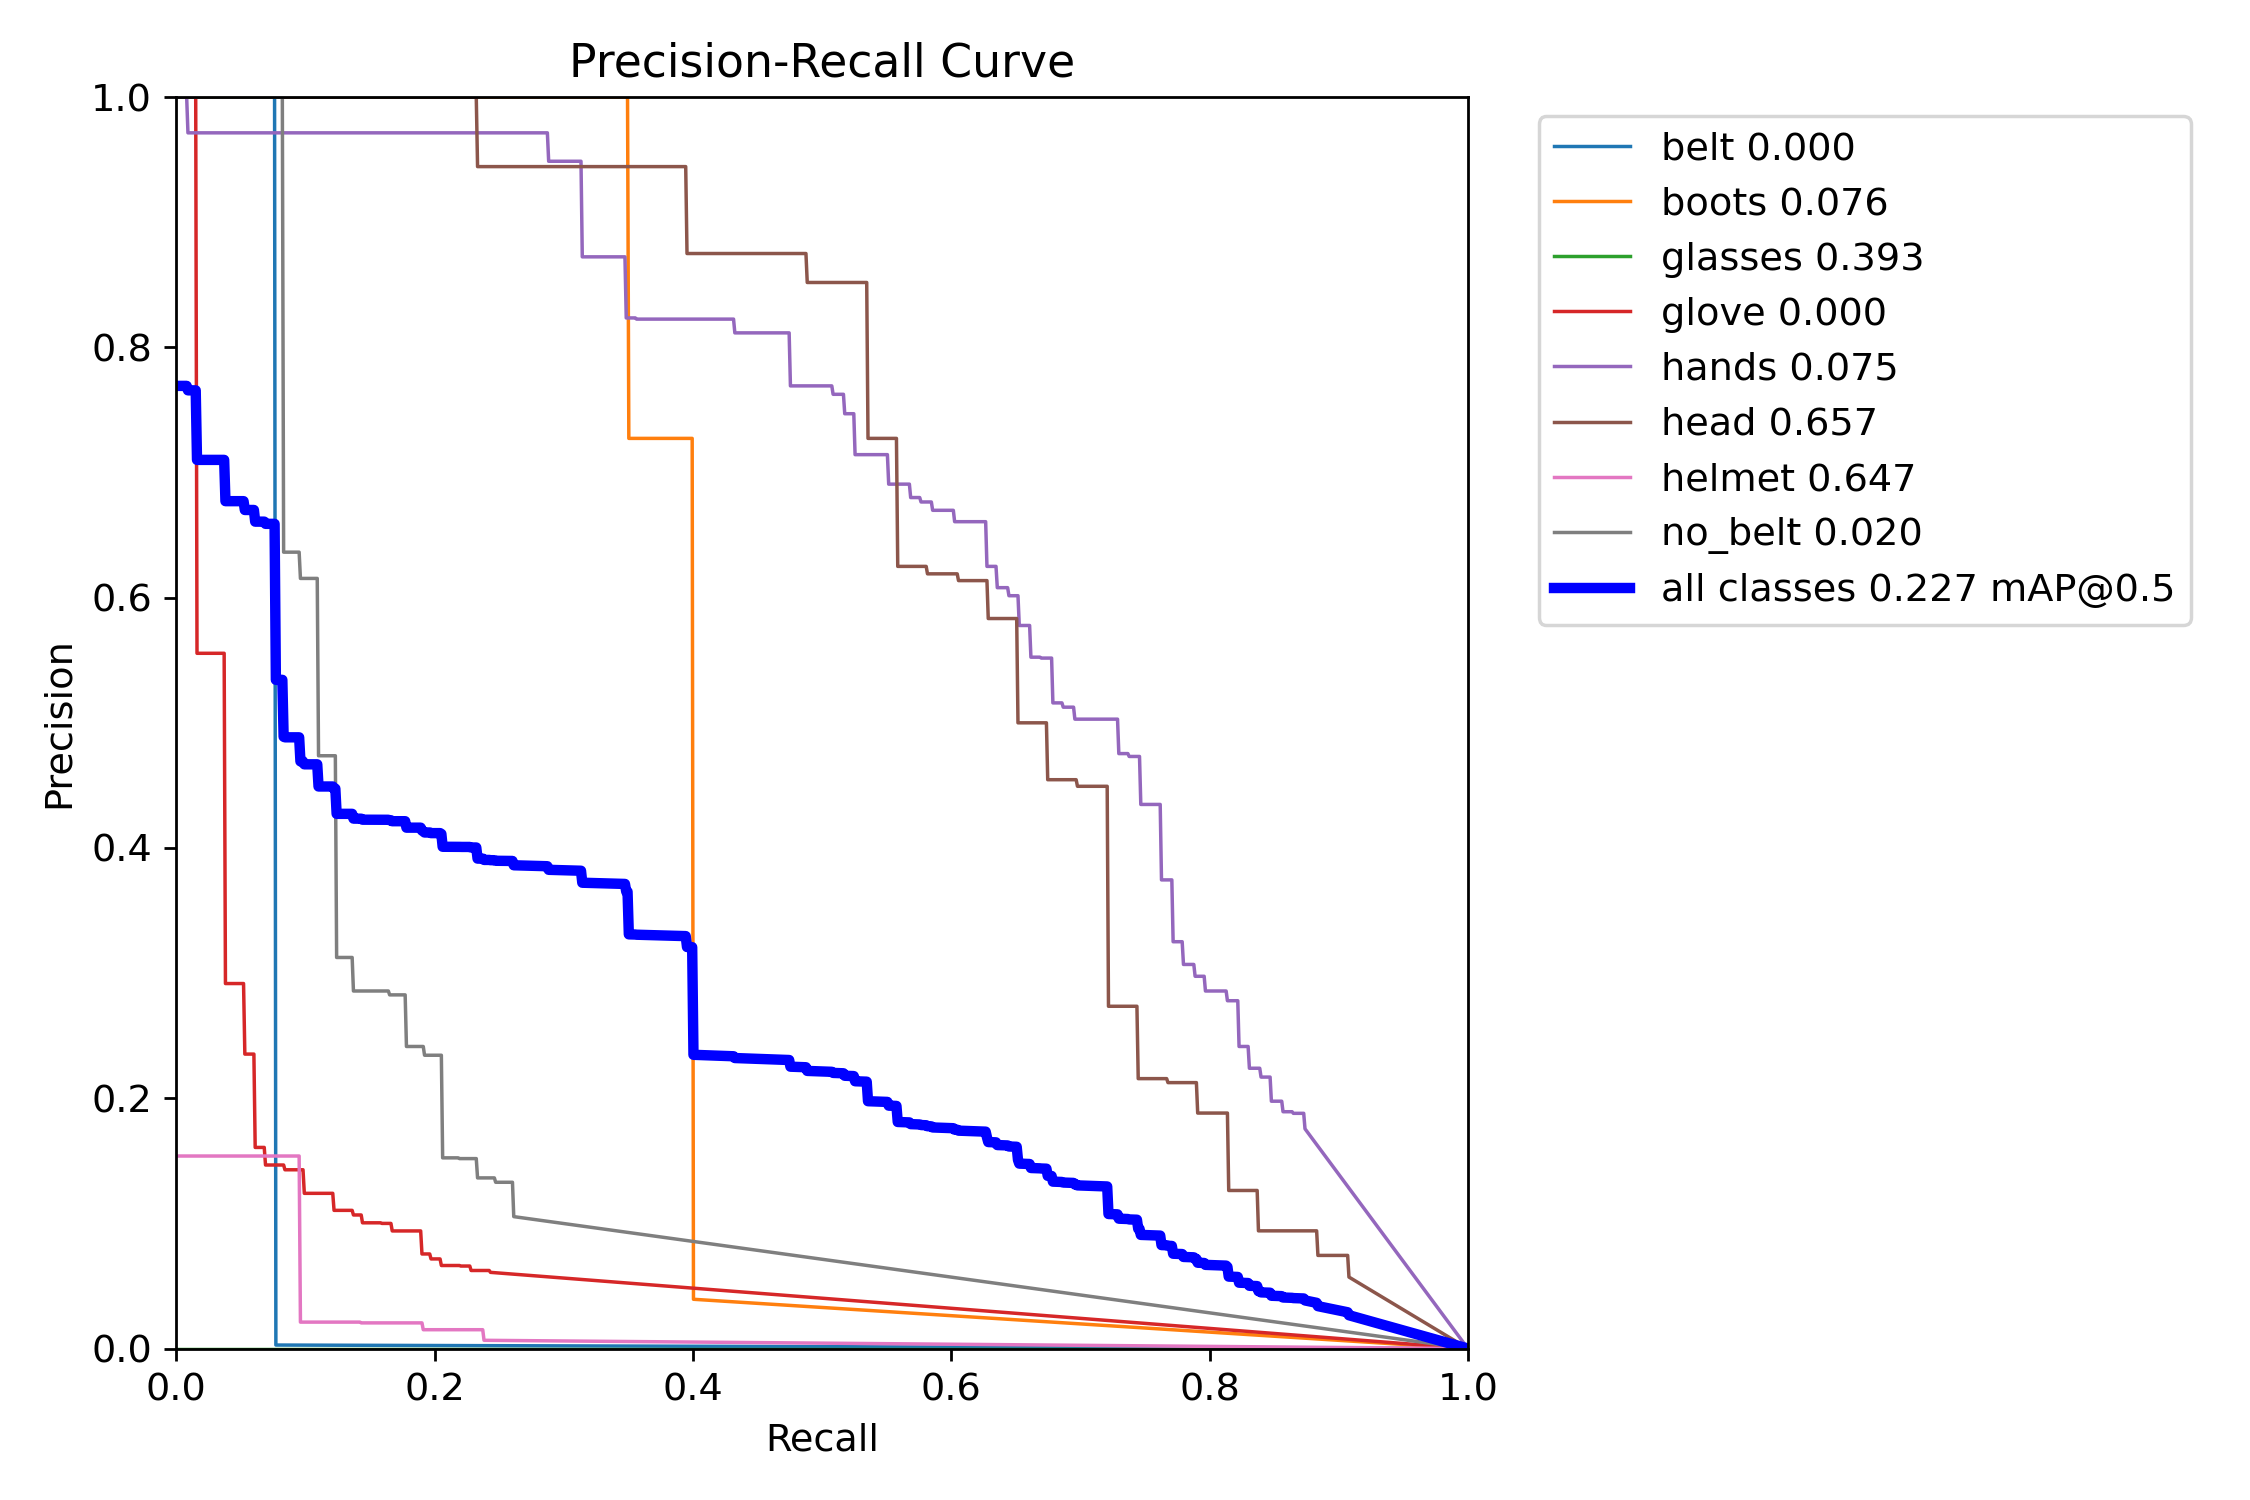 Precision-Recall Curve
1.0
0.8
0.6
0.4
0.2
0.0
Precision
0.0 0.2 0.4 0.6 0.8 1.0
Recall
belt 0.000
boots 0.076
glasses 0.393
glove 0.000
hands 0.075
head 0.657
helmet 0.647
no_belt 0.020
all classes 0.227 mAP@0.5